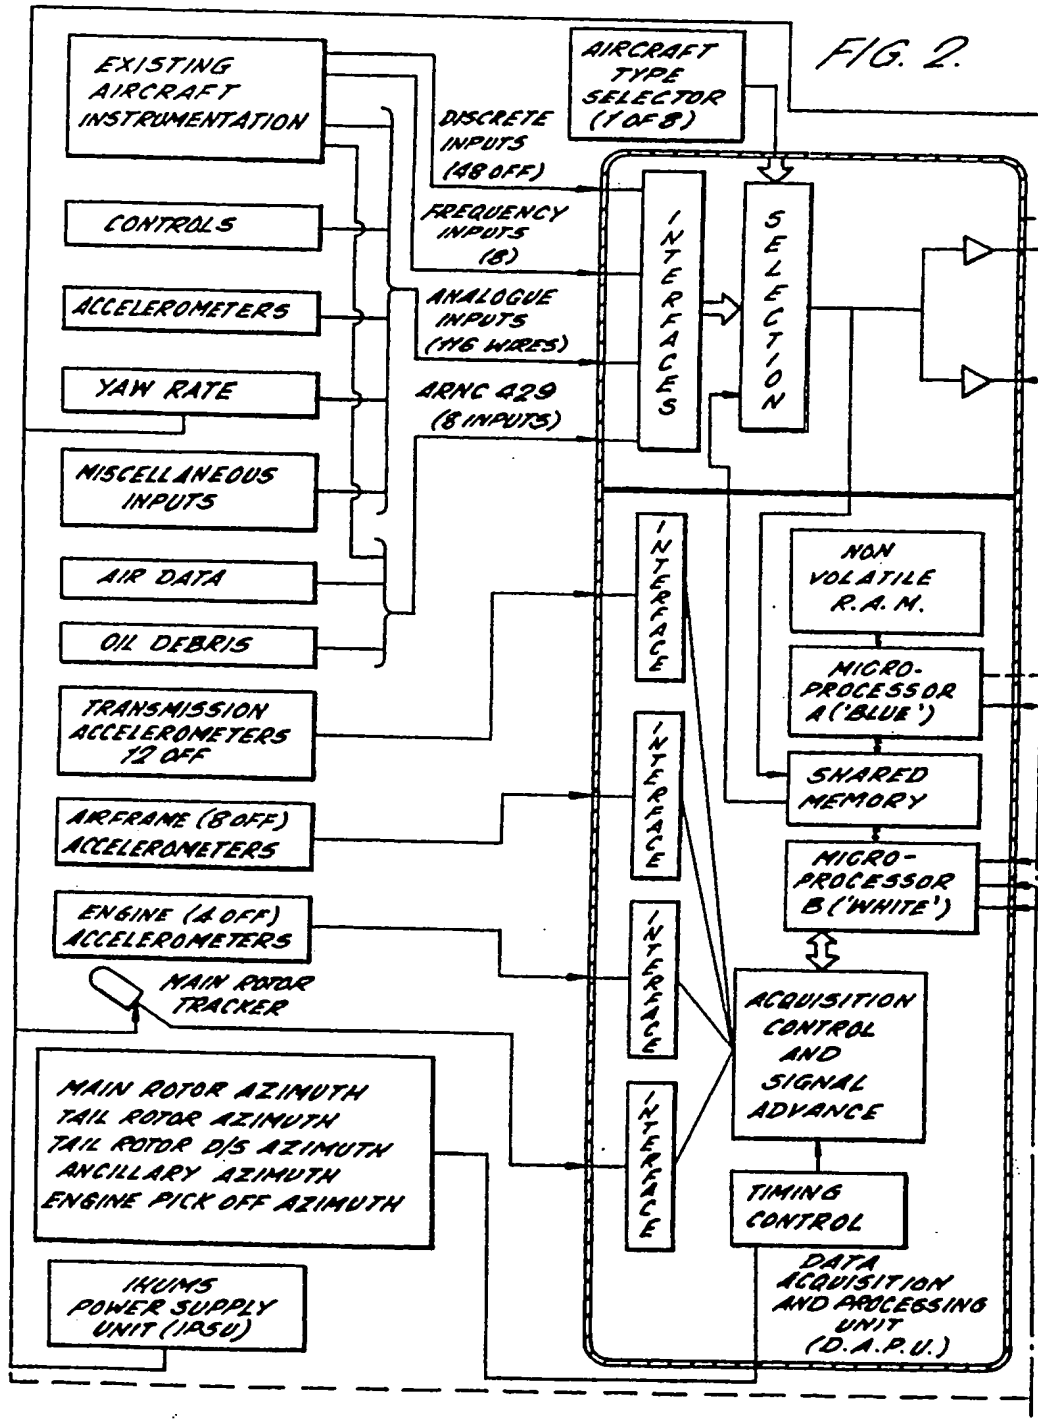 FIG. 2.
EXISTING
AIRCRAFT
INSTRUMENTATION
CONTROLS
ACCELEROMETERS
YAW RATE
MISCELLANEOUS
INPUTS
AIR DATA
OIL DEBRIS
TRANSMISSION
ACCELEROMETERS
12 OFF
AIRFRAME (8 OFF)
ACCELEROMETERS
ENGINE (4 OFF)
ACCELEROMETERS
MAIN ROTOR
TRACKER
MAIN ROTOR AZIMUTH
TAIL ROTOR AZIMUTH
TAIL ROTOR D/S AZIMUTH
ANCILLARY AZIMUTH
ENGINE PICK OFF AZIMUTH
IHUMS
POWER SUPPLY
UNIT (IPSU)
DISCRETE
INPUTS
(48 OFF)
FREQUENCY
INPUTS
(8)
ANALOGUE
INPUTS
(116 WIRES)
ARNC 429
(8 INPUTS)
AIRCRAFT
TYPE
SELECTOR
(1 OF 8)
INTERFACES
SELECTION
INTERFACE
INTERFACE
INTERFACE
INTERFACE
NON
VOLATILE
R.A.M.
MICRO-
PROCESSOR
A ('BLUE')
SHARED
MEMORY
MICRO-
PROCESSOR
B ('WHITE')
ACQUISITION
CONTROL
AND
SIGNAL
ADVANCE
TIMING
CONTROL
DATA
ACQUISITION
AND PROCESSING
UNIT
(D.A.P.U.)